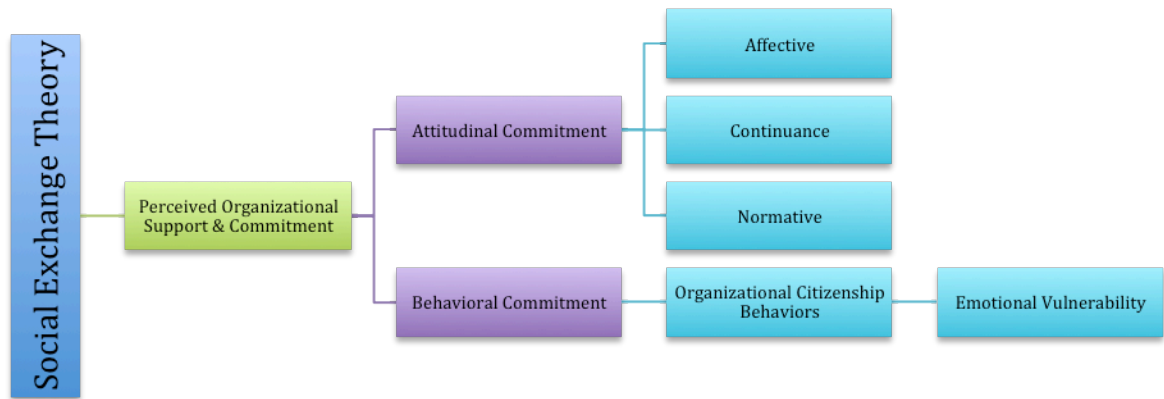 Social Exchange Theory
Perceived Organizational
Support & Commitment
Attitudinal Commitment
Affective
Continuance
Normative
Behavioral Commitment
Organizational Citizenship
Behaviors
Emotional Vulnerability